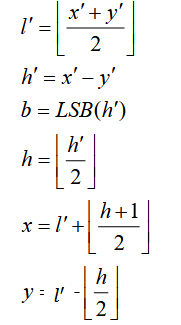 l′ = ⌊(x′ + y′)/2⌋
h′ = x′ − y′
b = LSB(h′)
h = ⌊h′/2⌋
x = l′ + ⌊(h + 1)/2⌋
y = l′ − ⌊h/2⌋